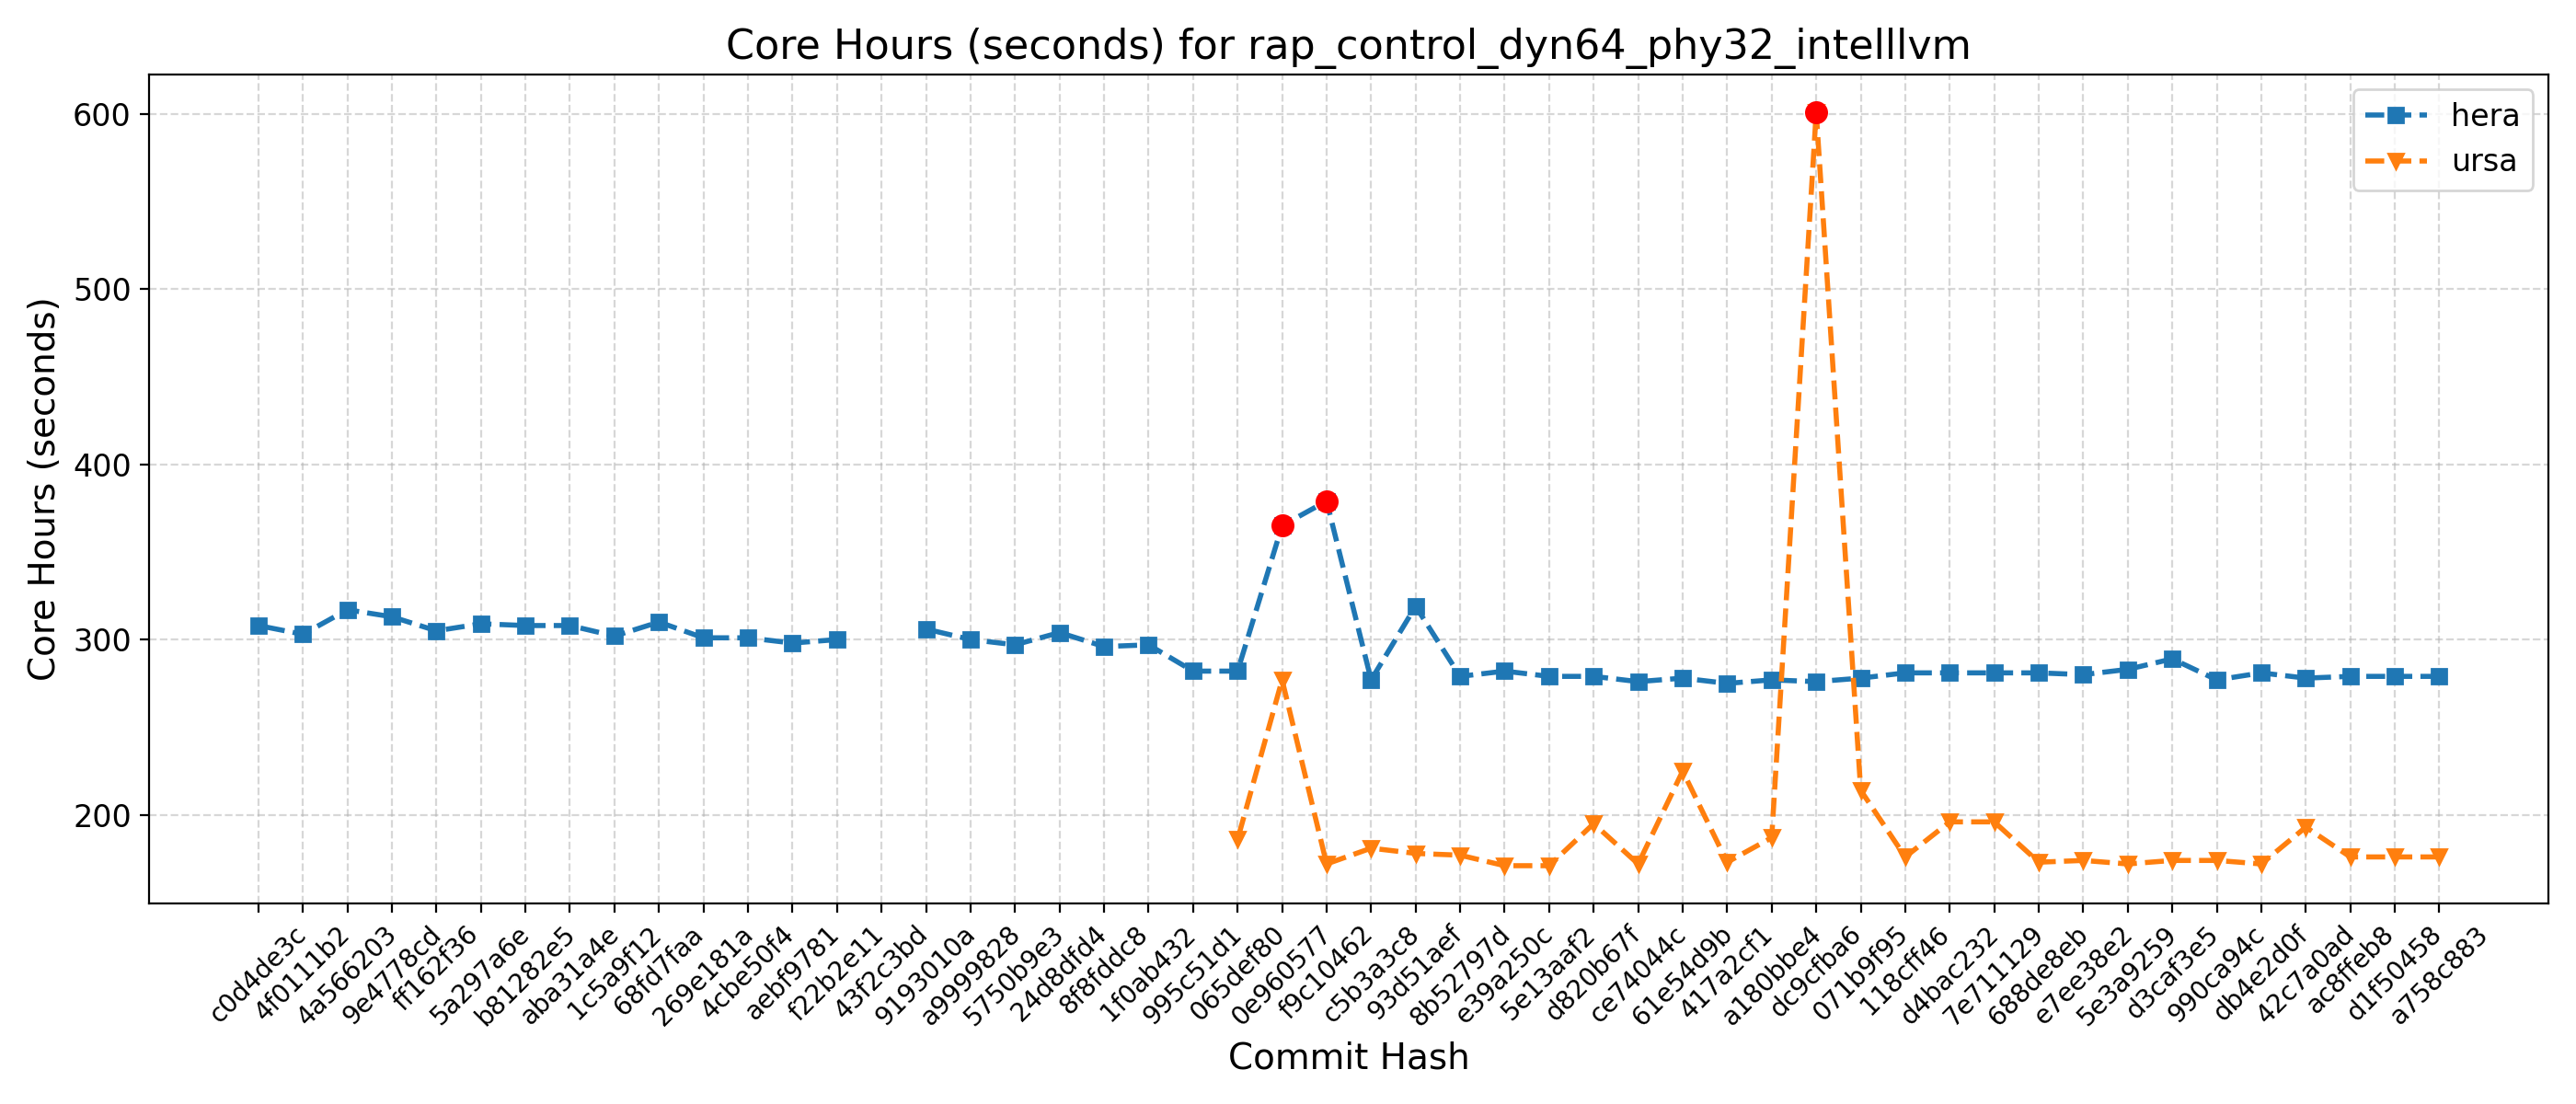 Core Hours (seconds) for rap_control_dyn64_phy32_intelllvm
hera
ursa
Core Hours (seconds)
600
500
400
300
200
c0d4de3c
4f0111b2
4a566203
9e4778cd
ff162f36
5a297a6e
b81282e5
aba31a4e
1c5a9f12
68fd7faa
269e181a
4cbe50f4
aebf9781
f22b2e11
43f2c3bd
9193010a
a9999828
5750b9e3
24d8dfd4
8f8fddc8
1f0ab432
995c51d1
065def80
0e960577
f9c10462
c5b3a3c8
93d51aef
8b52797d
e39a250c
5e13aaf2
d820b67f
ce74044c
61e54d9b
417a2cf1
a180bbe4
dc9cfba6
071b9f95
118cff46
d4bac232
7e711129
688de8eb
e7ee38e2
5e3a9259
d3caf3e5
990ca94c
db4e2d0f
42c7a0ad
ac8ffeb8
d1f50458
a758c883
Commit Hash